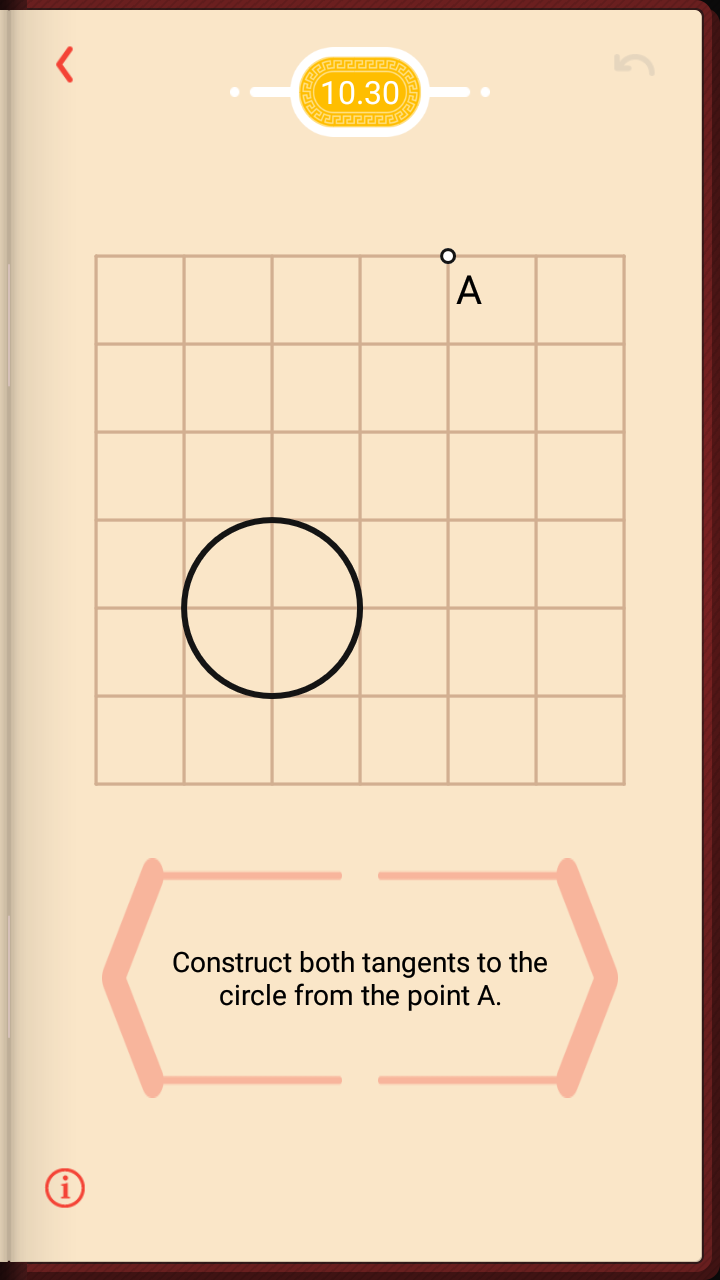 10.30
A
Construct both tangents to the
circle from the point A.
i